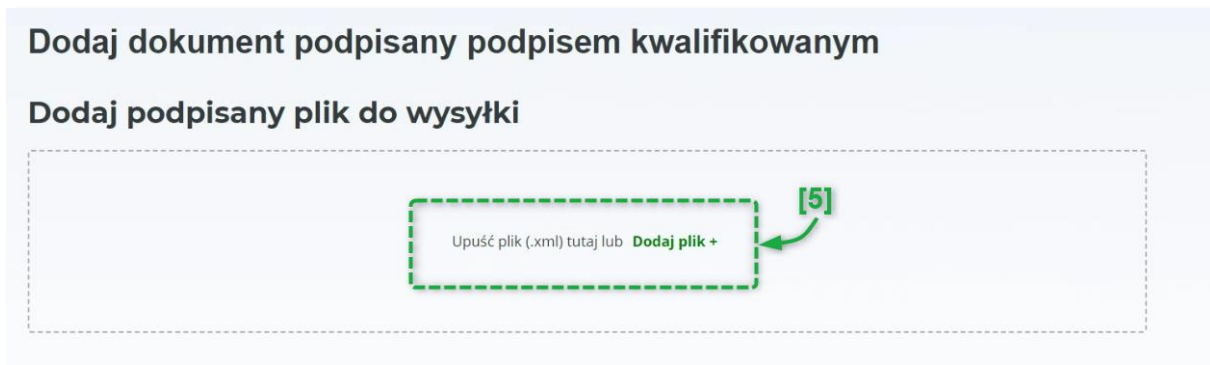 Dodaj dokument podpisany podpisem kwalifikowanym
Dodaj podpisany plik do wysyłki
[5]
Upuść plik (.xml) tutaj lub Dodaj plik +